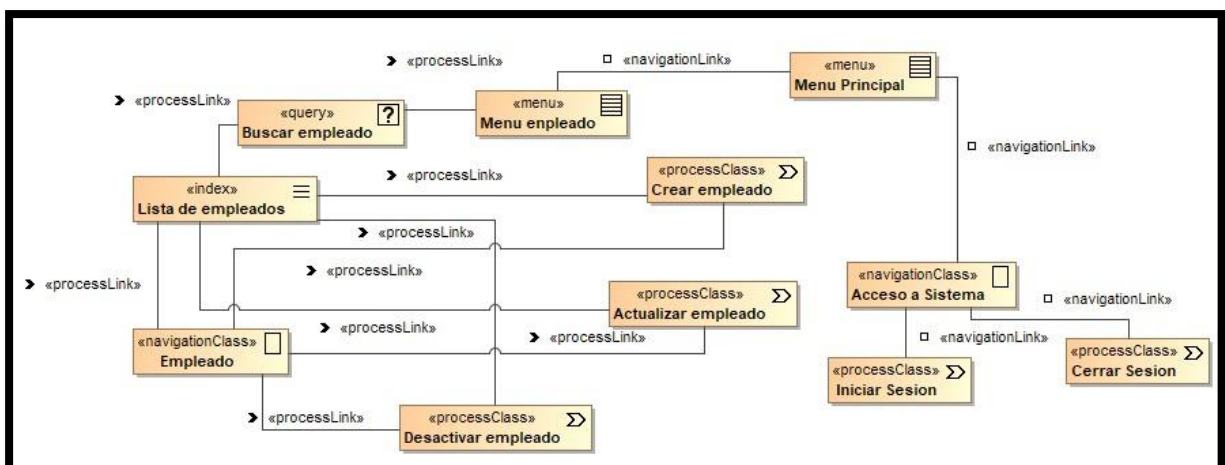 «processLink»
«navigationLink»
«menu»
Menu Principal
«processLink»
«query»
Buscar empleado
?
«menu»
Menu enpleado
«navigationLink»
«processLink»
«processClass»
Crear empleado
«index»
Lista de empleados
«processLink»
«processLink»
«processLink»
«navigationClass»
Acceso a Sistema
«processClass»
Actualizar empleado
«navigationLink»
«processLink»
«processLink»
«navigationLink»
«navigationClass»
Empleado
«processClass»
Cerrar Sesion
«processClass»
Iniciar Sesion
«processLink»
«processClass»
Desactivar empleado